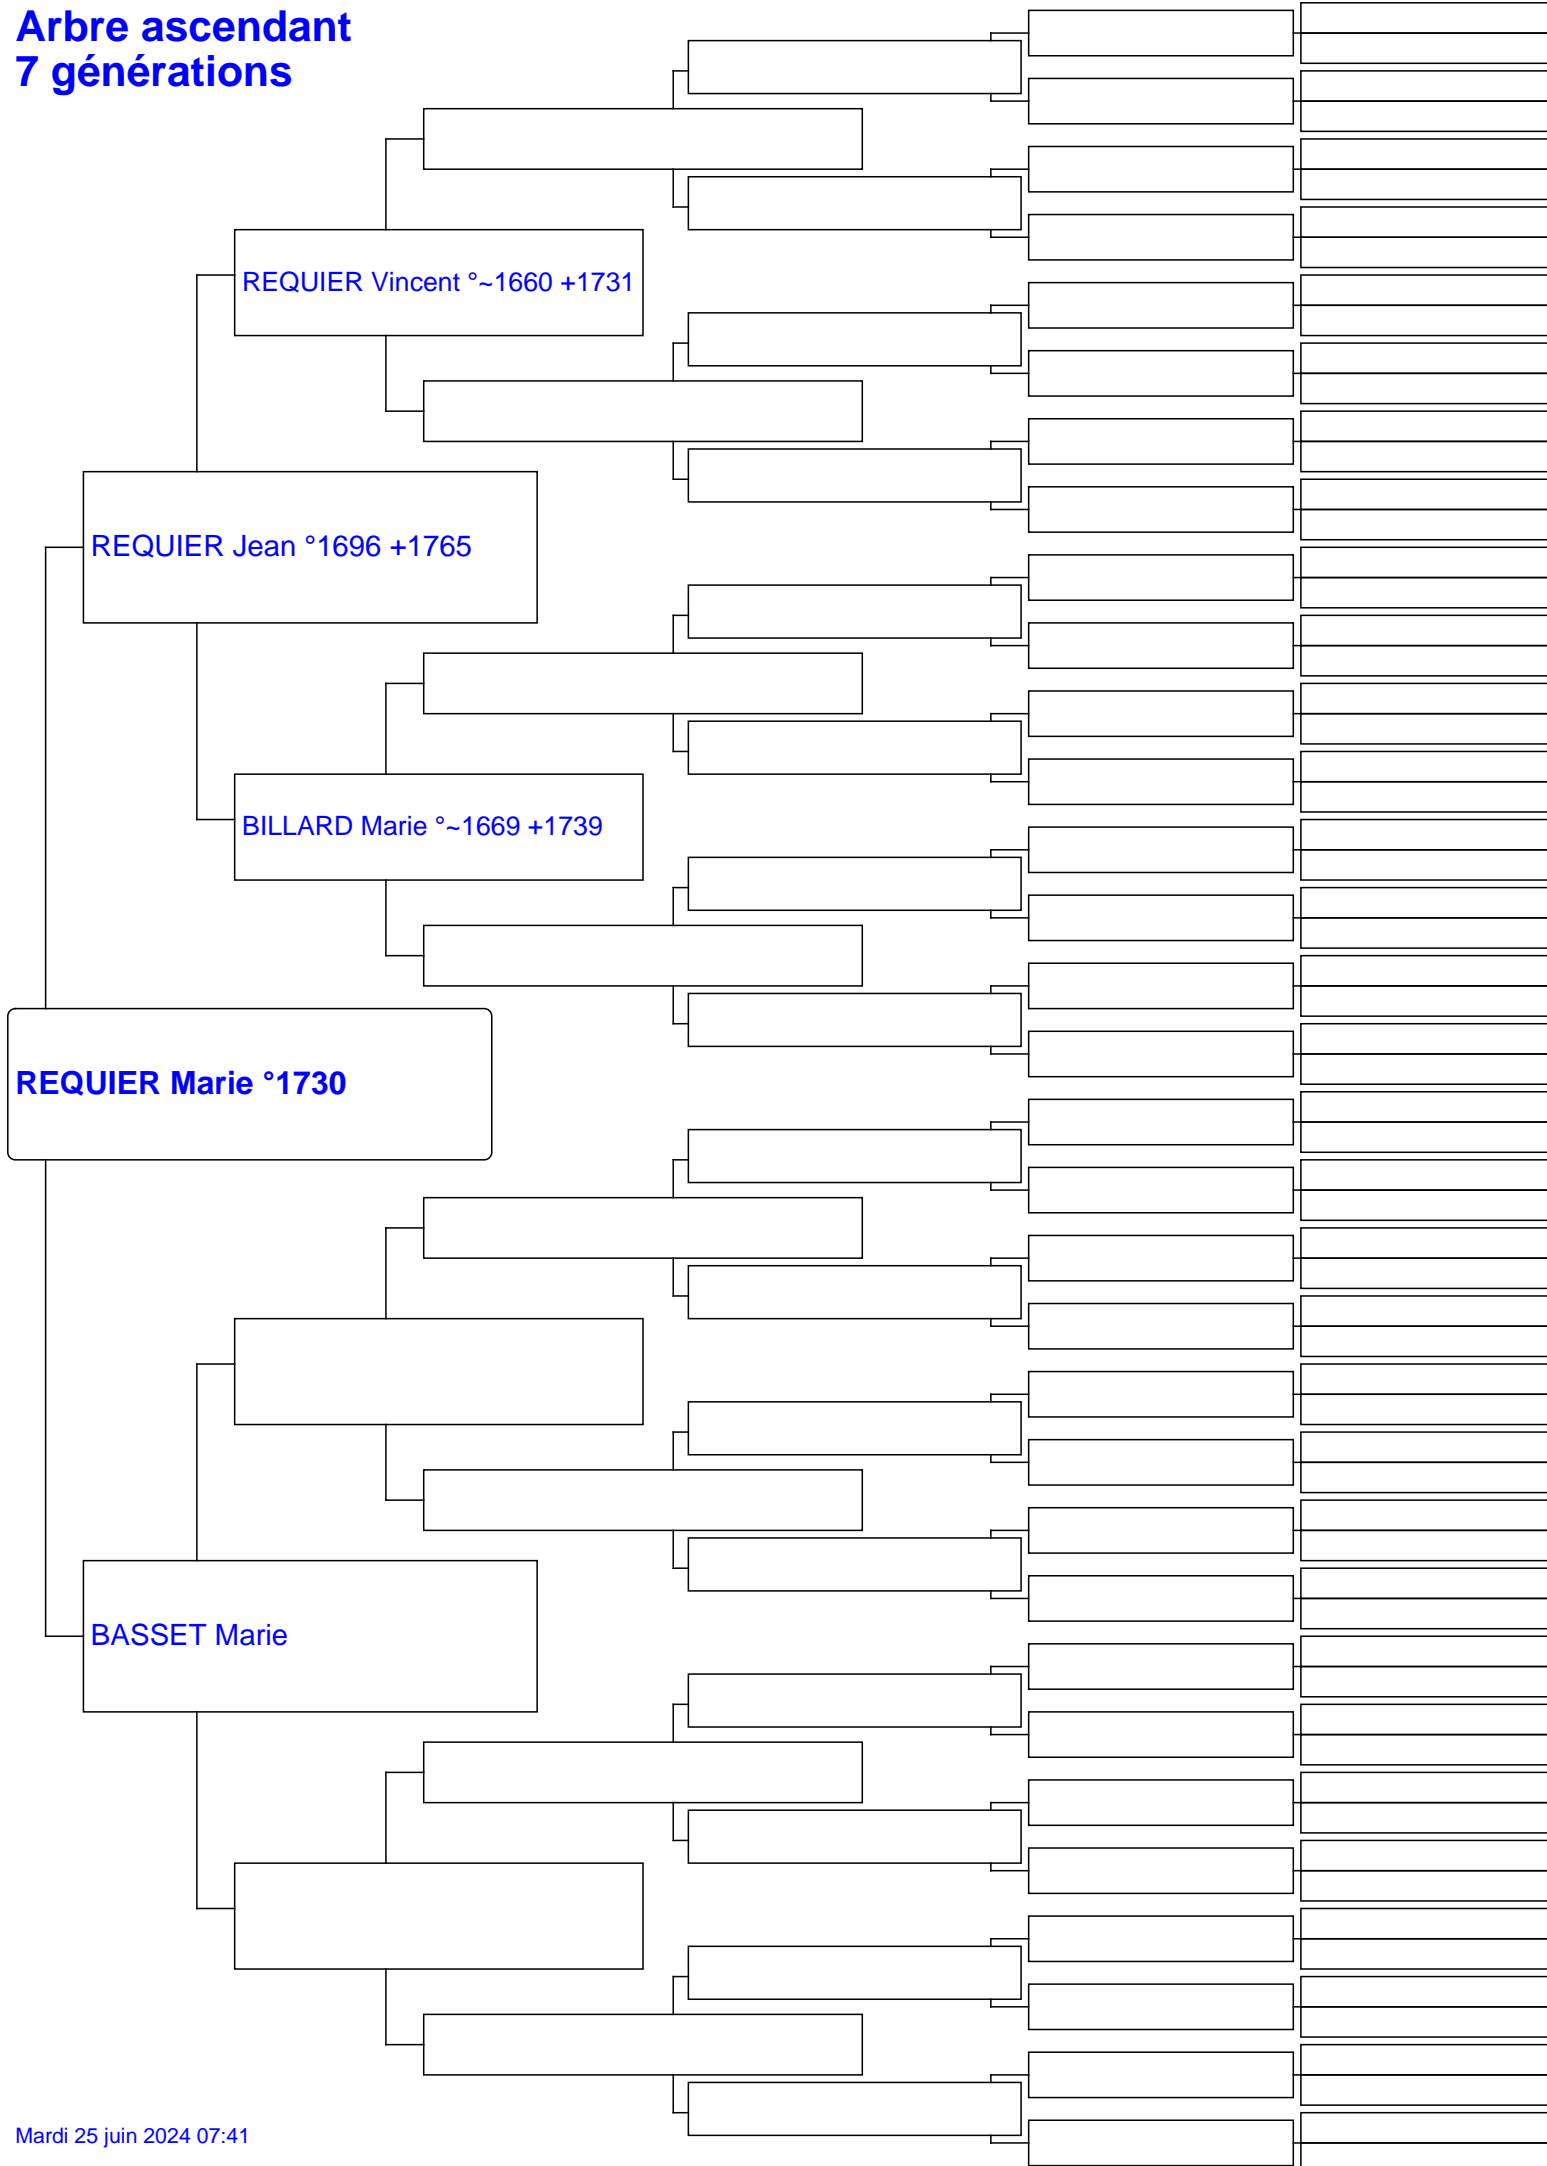 Arbre ascendant
7 générations
REQUIER Vincent °~1660 +1731
REQUIER Jean °1696 +1765
BILLARD Marie °~1669 +1739
REQUIER Marie °1730
BASSET Marie
Mardi 25 juin 2024 07:41